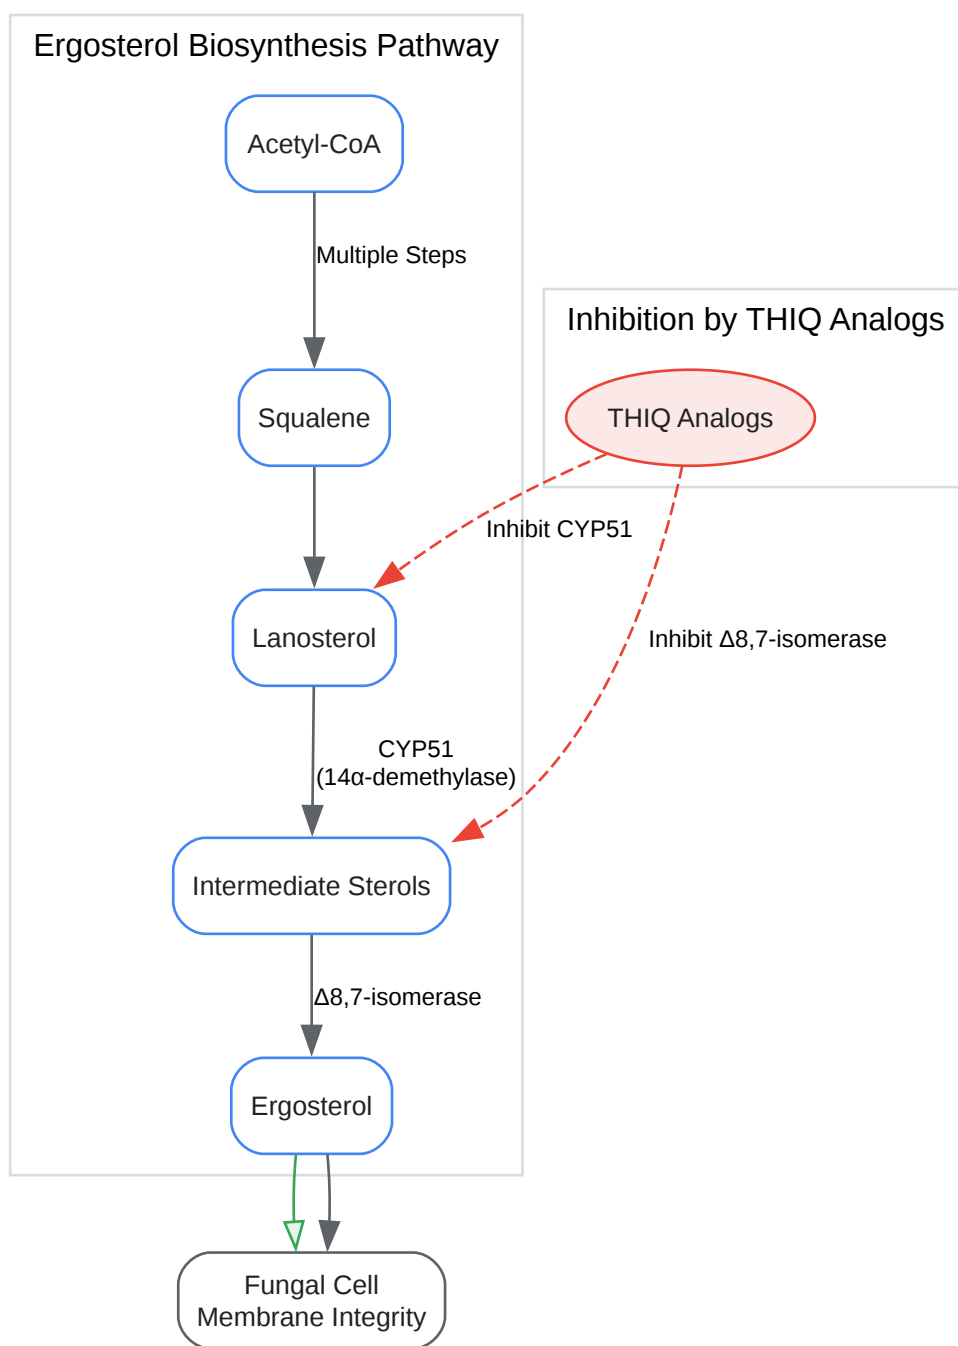 Ergosterol Biosynthesis Pathway
Acetyl-CoA
Multiple Steps
Inhibition by THIQ Analogs
Squalene
THIQ Analogs
Inhibit CYP51
Lanosterol
Inhibit Δ8,7-isomerase
CYP51
(14α-demethylase)
Intermediate Sterols
Δ8,7-isomerase
Ergosterol
Fungal Cell
Membrane Integrity